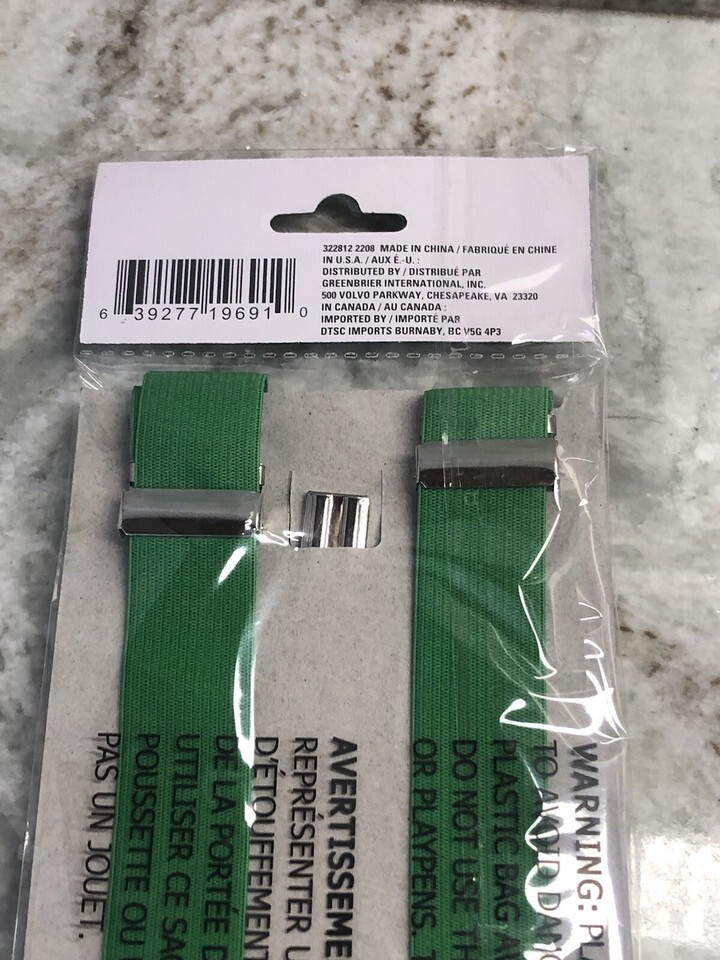 322812 2208 MADE IN CHINA / FABRIQUÉ EN CHINE
IN U.S.A. / AUX É.-U. :
DISTRIBUTED BY / DISTRIBUÉ PAR
GREENBRIER INTERNATIONAL, INC.
500 VOLVO PARKWAY, CHESAPEAKE, VA 23320
IN CANADA / AU CANADA :
IMPORTED BY / IMPORTÉ PAR
DTSC IMPORTS BURNABY, BC V5G 4P3
6 39277 19691 0
WARNING: PL
TO AVOID DANG
PLASTIC BAG A
DO NOT USE TH
OR PLAYPENS. T
AVERTISSEME
REPRÉSENTER U
D'ÉTOUFFEMENT
DE LA PORTÉE D
UTILISER CE SAC
POUSSETTE OU
PAS UN JOUET.